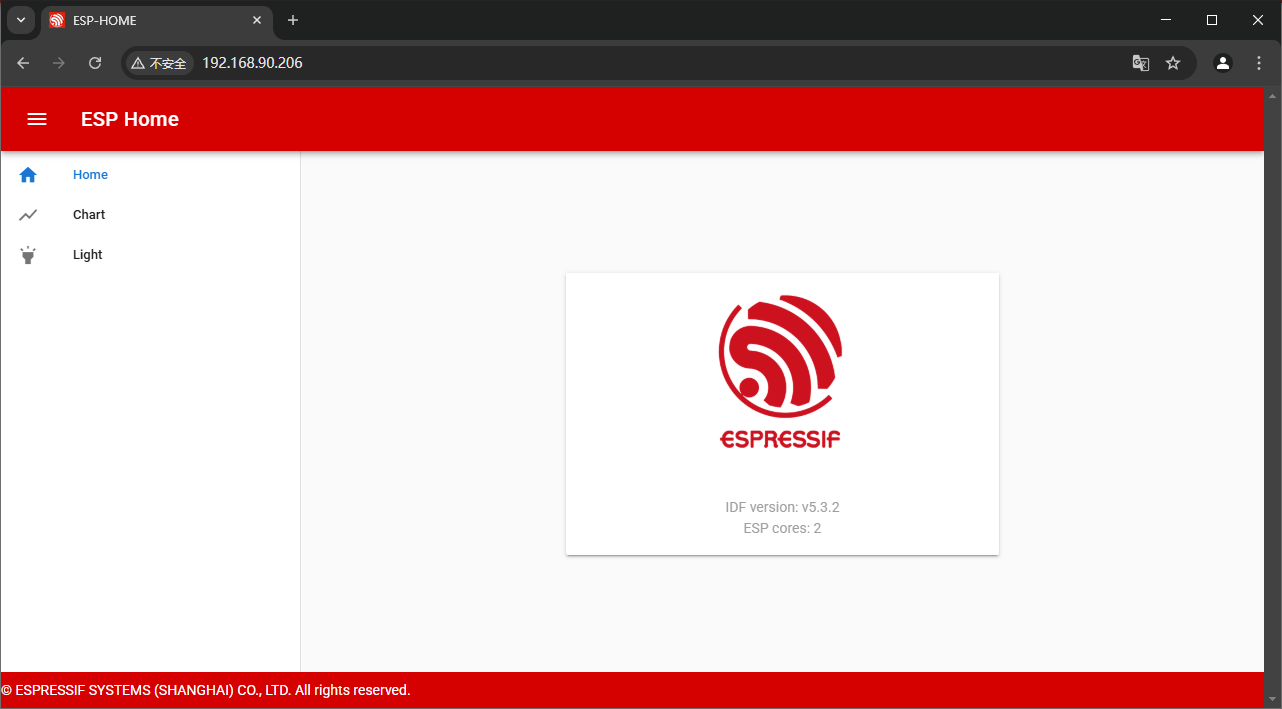 ESP-HOME
不安全
192.168.90.206
ESP Home
Home
Chart
Light
ESPRESSIF
IDF version: v5.3.2
ESP cores: 2
© ESPRESSIF SYSTEMS (SHANGHAI) CO., LTD. All rights reserved.